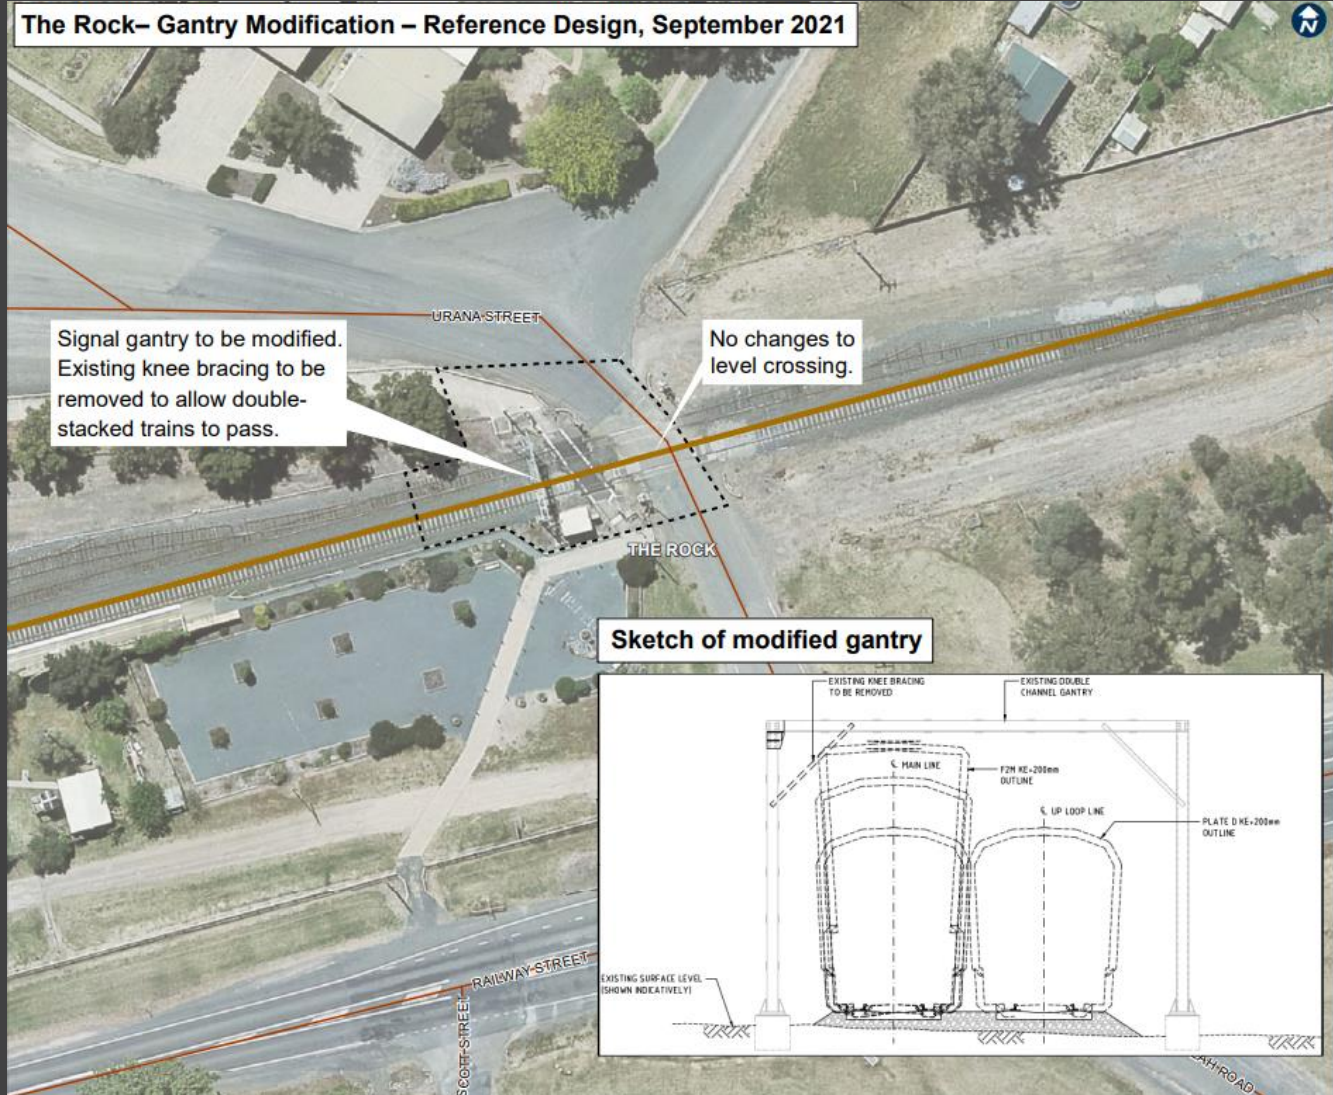 The Rock– Gantry Modification – Reference Design, September 2021
N
URANA STREET
Signal gantry to be modified.
Existing knee bracing to be
removed to allow double-
stacked trains to pass.
No changes to
level crossing.
THE ROCK
Sketch of modified gantry
EXISTING KNEE BRACING
TO BE REMOVED
EXISTING DOUBLE
CHANNEL GANTRY
℄ MAIN LINE
F2M KE+200mm
OUTLINE
℄ UP LOOP LINE
PLATE D KE+200mm
OUTLINE
EXISTING SURFACE LEVEL
(SHOWN INDICATIVELY)
RAILWAY STREET
SCOTT STREET
ROAD